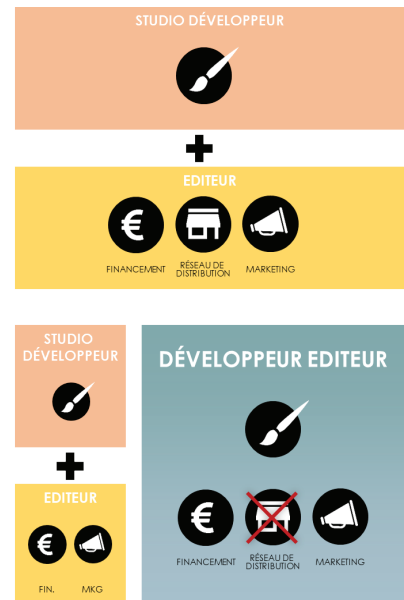 STUDIO DÉVELOPPEUR
+
EDITEUR
€
FINANCEMENT
RÉSEAU DE
DISTRIBUTION
MARKETING
STUDIO
DÉVELOPPEUR
+
EDITEUR
€
FIN.
MKG
DÉVELOPPEUR EDITEUR
€
FINANCEMENT
RÉSEAU DE
DISTRIBUTION
MARKETING